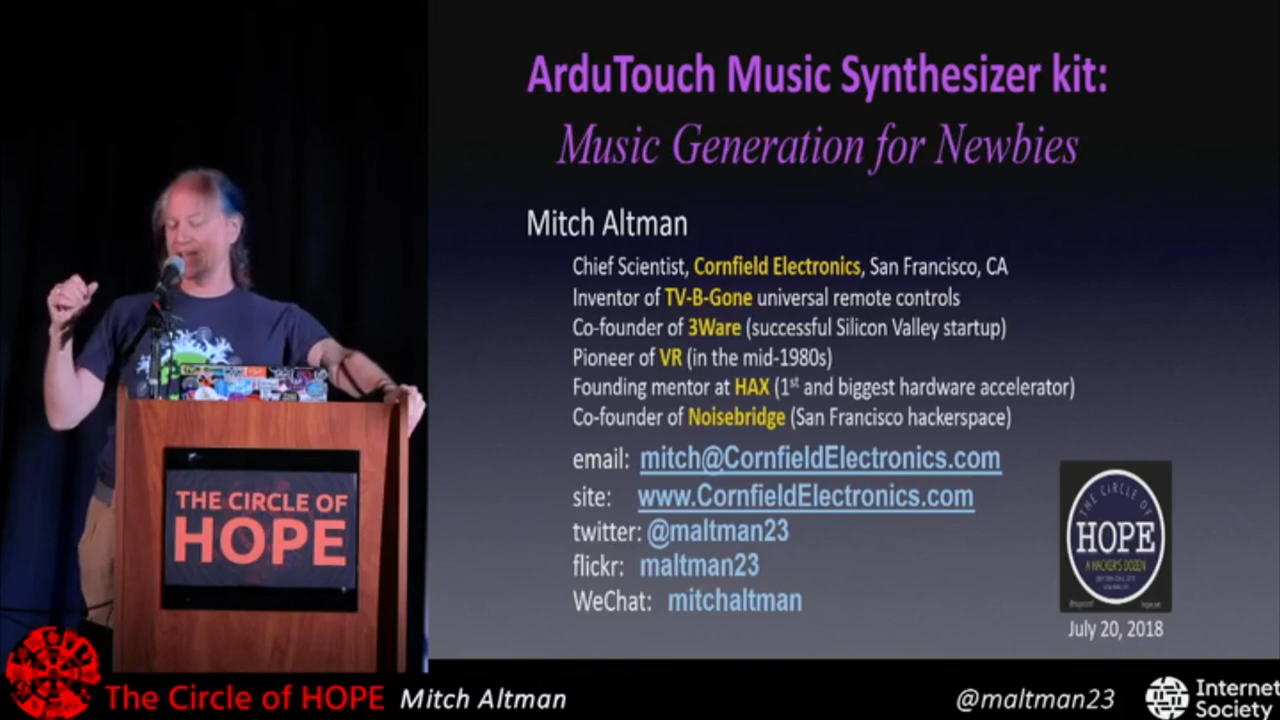 ArduTouch Music Synthesizer kit:
Music Generation for Newbies
Mitch Altman
Chief Scientist, Cornfield Electronics, San Francisco, CA
Inventor of TV-B-Gone universal remote controls
Co-founder of 3Ware (successful Silicon Valley startup)
Pioneer of VR (in the mid-1980s)
Founding mentor at HAX (1st and biggest hardware accelerator)
Co-founder of Noisebridge (San Francisco hackerspace)
email: mitch@CornfieldElectronics.com
site: www.CornfieldElectronics.com
twitter: @maltman23
flickr: maltman23
WeChat: mitchaltman
THE CIRCLE OF
HOPE
A HACKER'S DOZEN
July 20, 2018
THE CIRCLE OF
HOPE
The Circle of HOPE Mitch Altman
@maltman23
Internet
Society